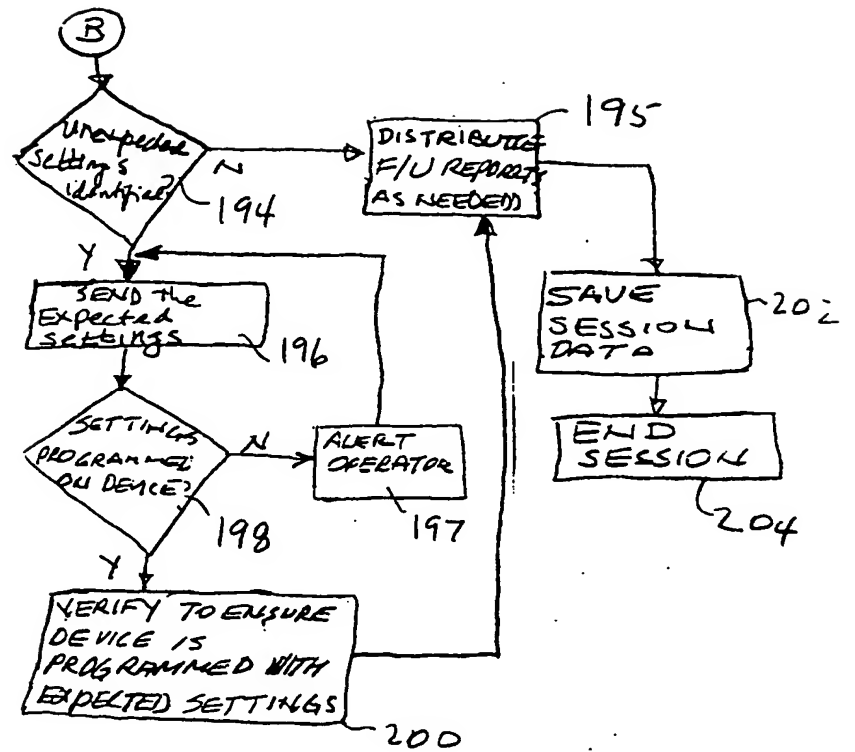 B
Unexpected
settings
identified?
194
N
Y
DISTRIBUTE
F/U REPORTS
AS NEEDED
195
SEND the
Expected
settings
196
SAVE
SESSION
DATA
202
SETTINGS
PROGRAMMED
ON DEVICE?
198
N
Y
ALERT
OPERATOR
197
END
SESSION
204
VERIFY TO ENSURE
DEVICE IS
PROGRAMMED WITH
EXPECTED SETTINGS
200